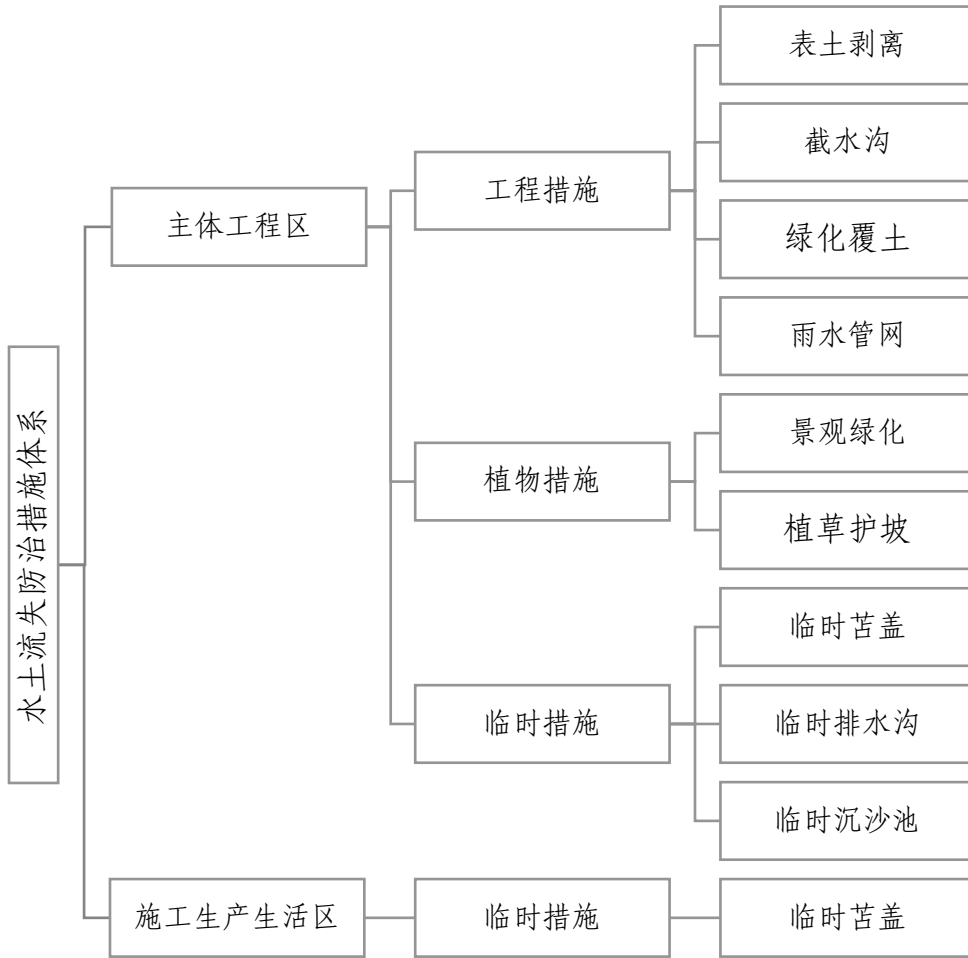 水土流失防治措施体系
主体工程区
工程措施
表土剥离
截水沟
绿化覆土
雨水管网
植物措施
景观绿化
植草护坡
临时措施
临时苫盖
临时排水沟
临时沉沙池
施工生产生活区
临时措施
临时苫盖